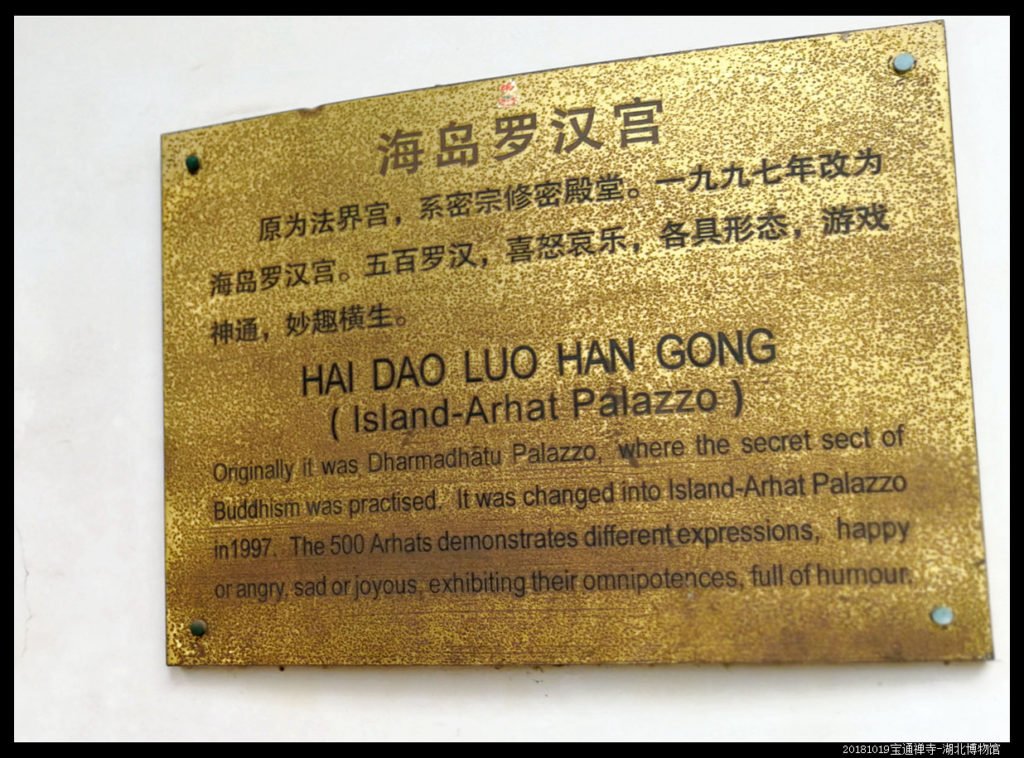 海岛罗汉宫
原为法界宫，系密宗修密殿堂。一九九七年改为
海岛罗汉宫。五百罗汉，喜怒哀乐，各具形态，游戏
神通，妙趣横生。
HAI DAO LUO HAN GONG
( Island-Arhat Palazzo )
Originally it was Dharmadhātu Palazzo, where the secret sect of
Buddhism was practised. It was changed into Island-Arhat Palazzo
in1997. The 500 Arhats demonstrates different expressions, happy
or angry, sad or joyous, exhibiting their omnipotences, full of humour.
20181019宝通禅寺-湖北博物馆